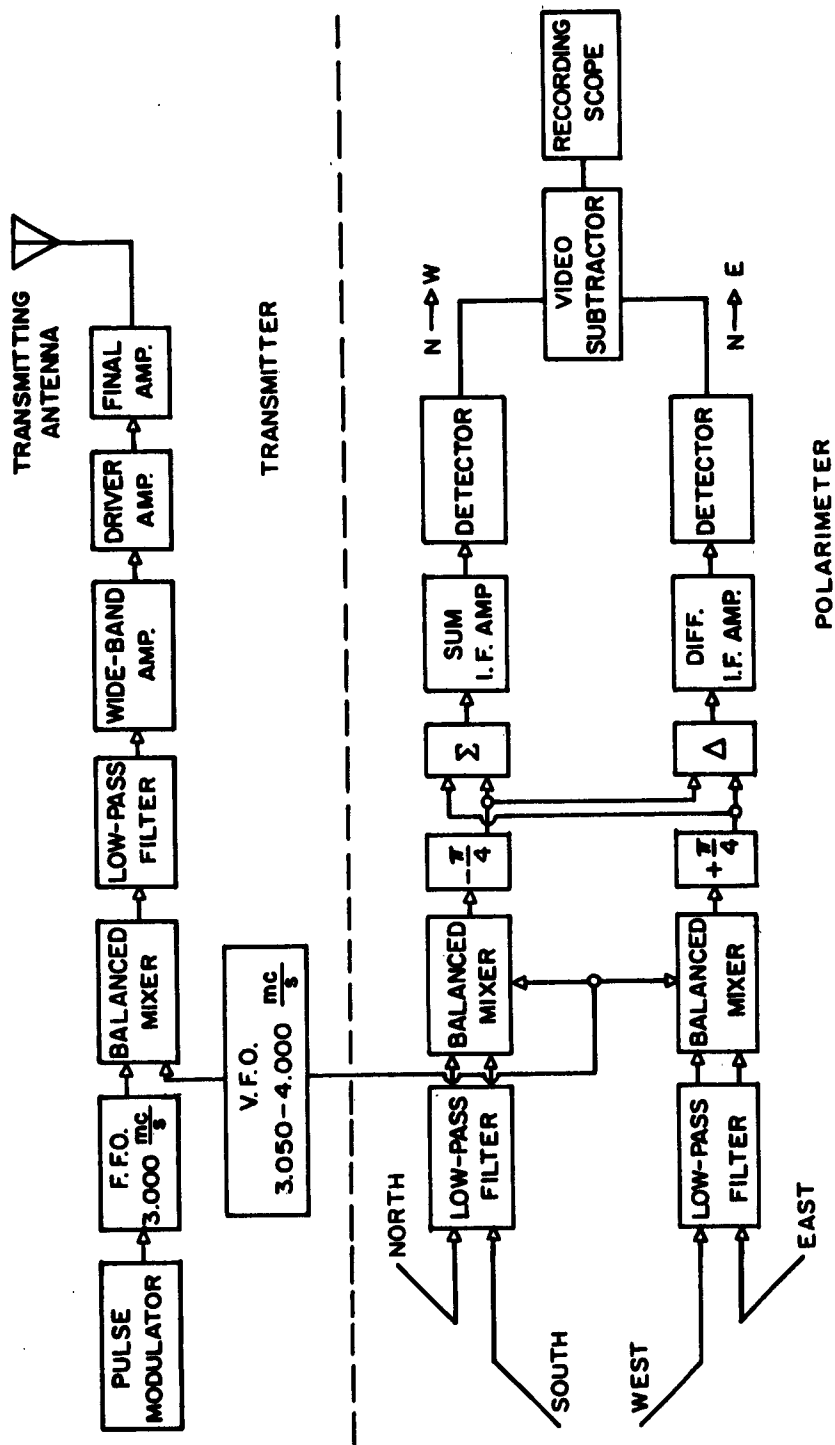 PULSE
MODULATOR
F. F.O.
3.000 mc/s
BALANCED
MIXER
LOW-PASS
FILTER
WIDE-BAND
AMP.
DRIVER
AMP.
FINAL
AMP.
TRANSMITTING
ANTENNA
V. F.O.
3.050-4.000 mc/s
TRANSMITTER
NORTH
SOUTH
LOW-PASS
FILTER
BALANCED
MIXER
-π/4
Σ
SUM
I.F. AMP
DETECTOR
N → W
WEST
EAST
LOW-PASS
FILTER
BALANCED
MIXER
+π/4
Δ
DIFF.
I.F. AMP.
DETECTOR
N → E
VIDEO
SUBTRACTOR
RECORDING
SCOPE
POLARIMETER